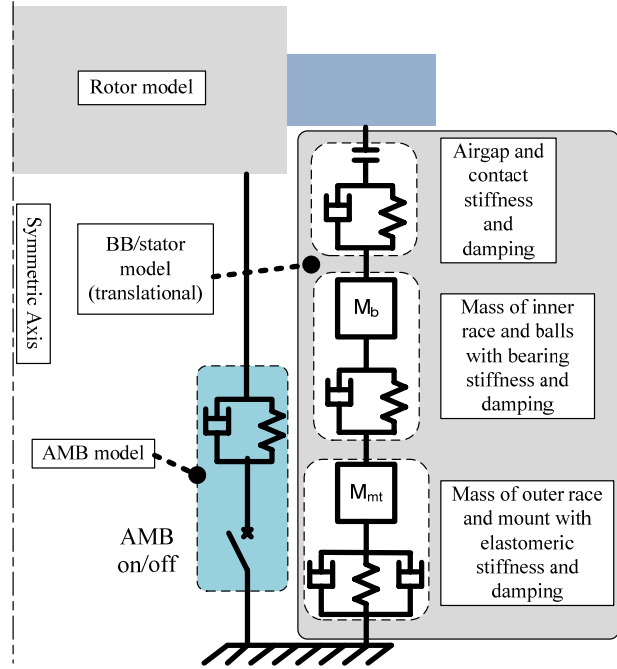 Rotor model
Airgap and
contact
stiffness
and
damping
Symmetric Axis
BB/stator
model
(translational)
M_b
Mass of inner
race and balls
with bearing
stiffness and
damping
AMB model
M_mt
Mass of outer race
and mount with
elastomeric
stiffness and
damping
AMB
on/off